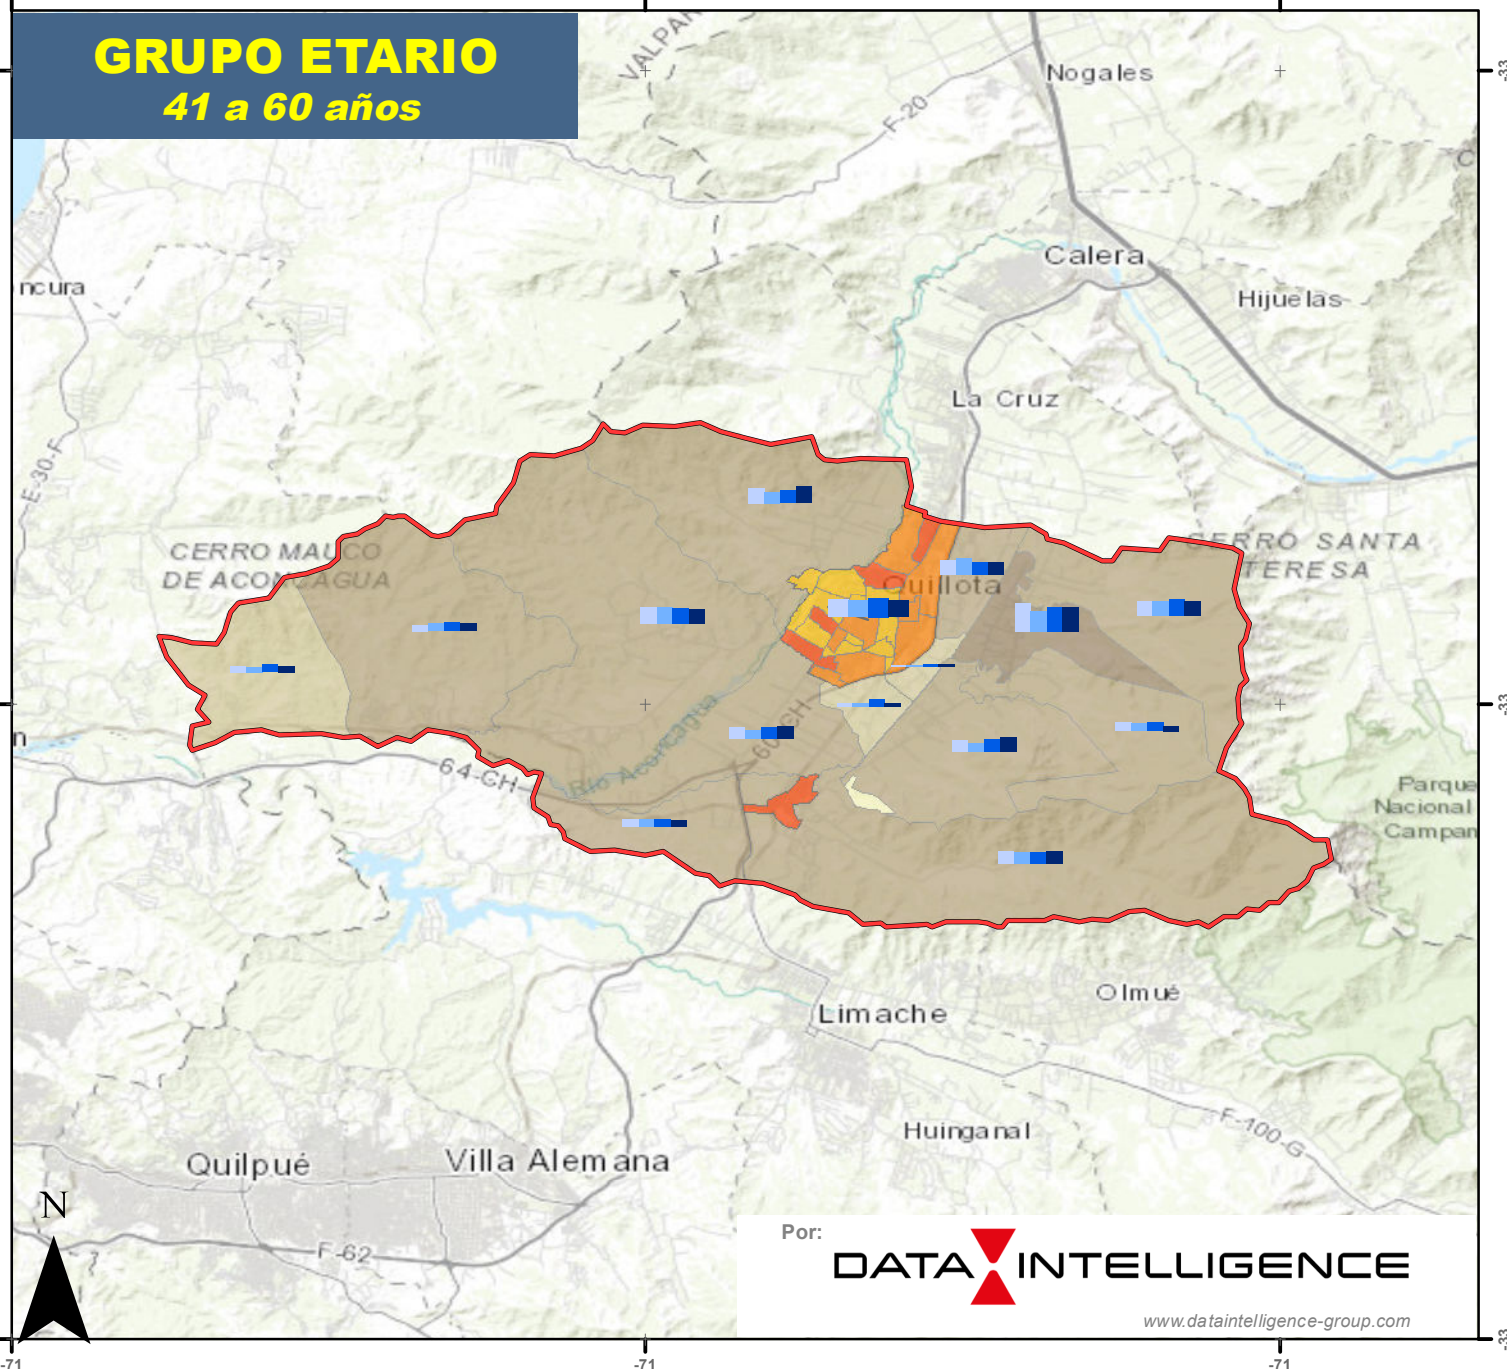 GRUPO ETARIO
41 a 60 años
VALPAR
Nogales
F-20
Calera
ncura
Hijuelas
La Cruz
E-30-F
CERRO MAUCO
DE ACONCAGUA
CERRO SANTA
TERESA
Quillota
Río Aconcagua
60-CH
64-CH
n
Parque
Nacional
Campan
Olmué
Limache
Huinganal
F-100-G
Quilpué
Villa Alemana
F-62
N
Por:
DATA INTELLIGENCE
www.dataintelligence-group.com
-71
-71
-71